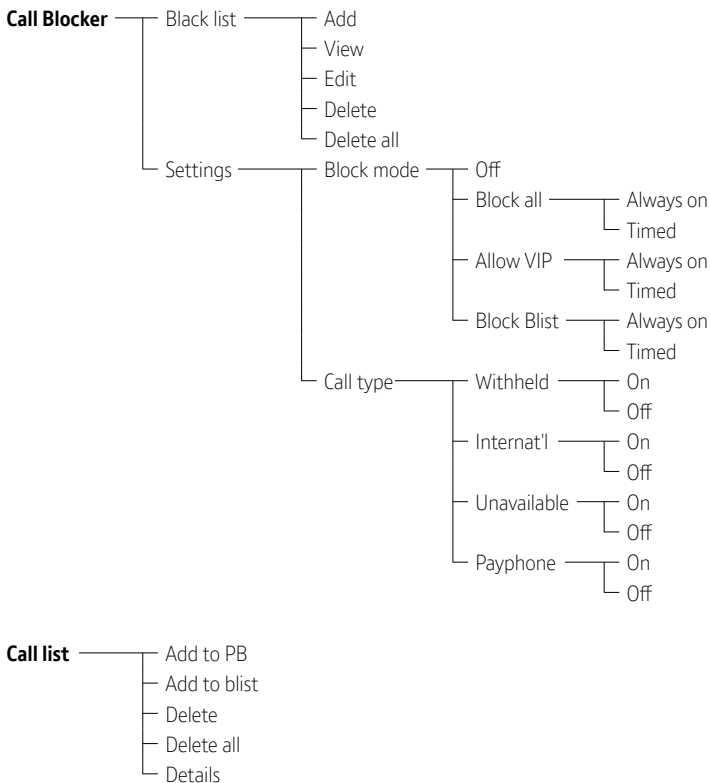 Call Blocker Black list Add
View
Edit
Delete
Delete all
Settings Block mode Off
Block all Always on
Timed
Allow VIP Always on
Timed
Block Blist Always on
Timed
Call type Withheld On
Off
Internat'l On
Off
Unavailable On
Off
Payphone On
Off
Call list Add to PB
Add to blist
Delete
Delete all
Details